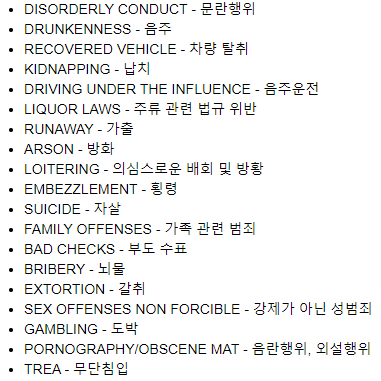 DISORDERLY CONDUCT - 문란행위
DRUNKENNESS - 음주
RECOVERED VEHICLE - 차량 탈취
KIDNAPPING - 납치
DRIVING UNDER THE INFLUENCE - 음주운전
LIQUOR LAWS - 주류 관련 법규 위반
RUNAWAY - 가출
ARSON - 방화
LOITERING - 의심스로운 배회 및 방황
EMBEZZLEMENT - 횡령
SUICIDE - 자살
FAMILY OFFENSES - 가족 관련 범죄
BAD CHECKS - 부도 수표
BRIBERY - 뇌물
EXTORTION - 갈취
SEX OFFENSES NON FORCIBLE - 강제가 아닌 성범죄
GAMBLING - 도박
PORNOGRAPHY/OBSCENE MAT - 음란행위, 외설행위
TREA - 무단침입